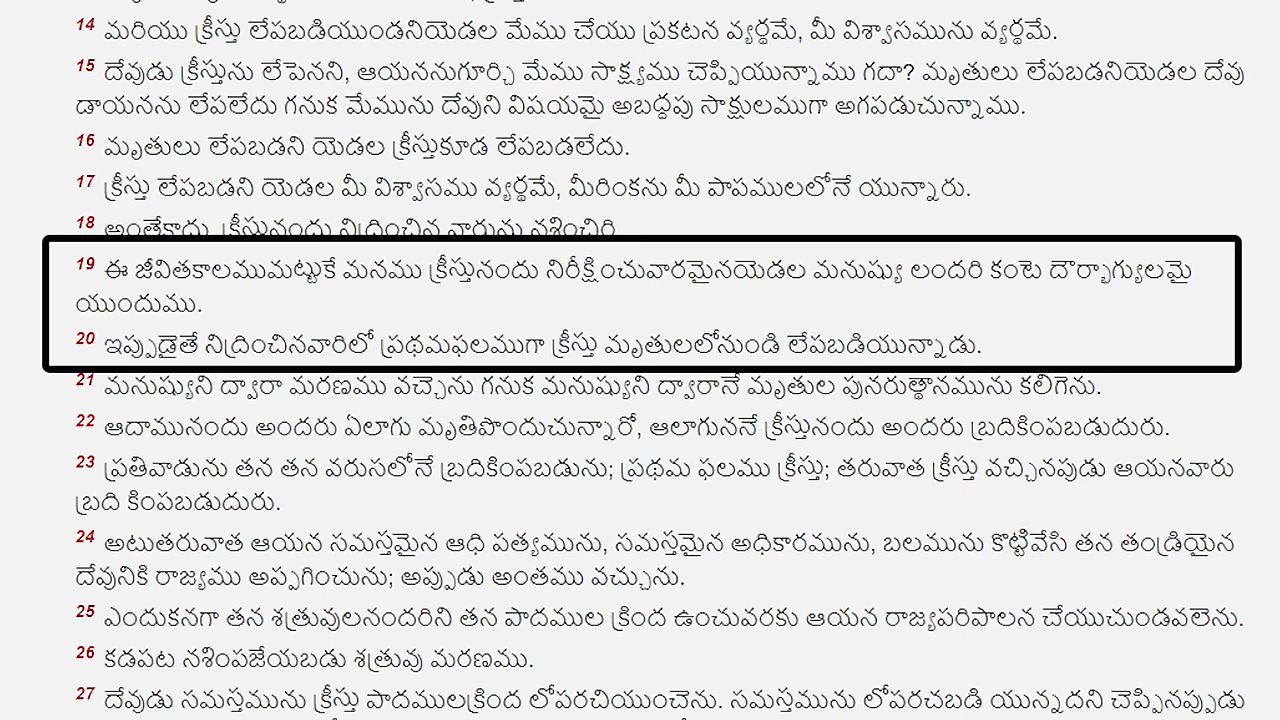 14 మరియు క్రీస్తు లేపబడియుండనియెడల మేము చేయు ప్రకటన వ్యర్థమే, మీ విశ్వాసమును వ్యర్థమే.
15 దేవుడు క్రీస్తును లేపెనని, ఆయననుగూర్చి మేము సాక్ష్యము చెప్పియున్నాము గదా? మృతులు లేపబడనియెడల దేవు
డాయనను లేపలేదు గనుక మేమును దేవుని విషయమై అబద్ధపు సాక్షులముగా అగపడుచున్నాము.
16 మృతులు లేపబడని యెడల క్రీస్తుకూడ లేపబడలేదు.
17 క్రీస్తు లేపబడని యెడల మీ విశ్వాసము వ్యర్థమే, మీరింకను మీ పాపములలోనే యున్నారు.
18 అంతేకాదు, క్రీస్తునందు నిద్రించిన వారును నశించిరి
19 ఈ జీవితకాలముమట్టుకే మనము క్రీస్తునందు నిరీక్షించువారమైనయెడల మనుష్యు లందరి కంటె దౌర్భాగ్యులమై
యుందుము.
20 ఇప్పుడైతే నిద్రించినవారిలో ప్రథమఫలముగా క్రీస్తు మృతులలోనుండి లేపబడియున్నాడు.
21 మనుష్యుని ద్వారా మరణము వచ్చెను గనుక మనుష్యుని ద్వారానే మృతుల పునరుత్థానమును కలిగెను.
22 ఆదామునందు అందరు ఏలాగు మృతిపొందుచున్నారో, ఆలాగుననే క్రీస్తునందు అందరు బ్రదికింపబడుదురు.
23 ప్రతివాడును తన తన వరుసలోనే బ్రదికింపబడును; ప్రథమ ఫలము క్రీస్తు; తరువాత క్రీస్తు వచ్చినపుడు ఆయనవారు
బ్రది కింపబడుదురు.
24 అటుతరువాత ఆయన సమస్తమైన ఆధి పత్యమును, సమస్తమైన అధికారమును, బలమును కొట్టివేసి తన తండ్రియైన
దేవునికి రాజ్యము అప్పగించును; అప్పుడు అంతము వచ్చును.
25 ఎందుకనగా తన శత్రువులనందరిని తన పాదముల క్రింద ఉంచువరకు ఆయన రాజ్యపరిపాలన చేయుచుండవలెను.
26 కడపట నశింపజేయబడు శత్రువు మరణము.
27 దేవుడు సమస్తమును క్రీస్తు పాదములక్రింద లోపరచియుంచెను. సమస్తమును లోపరచబడి యున్నదని చెప్పినప్పుడు